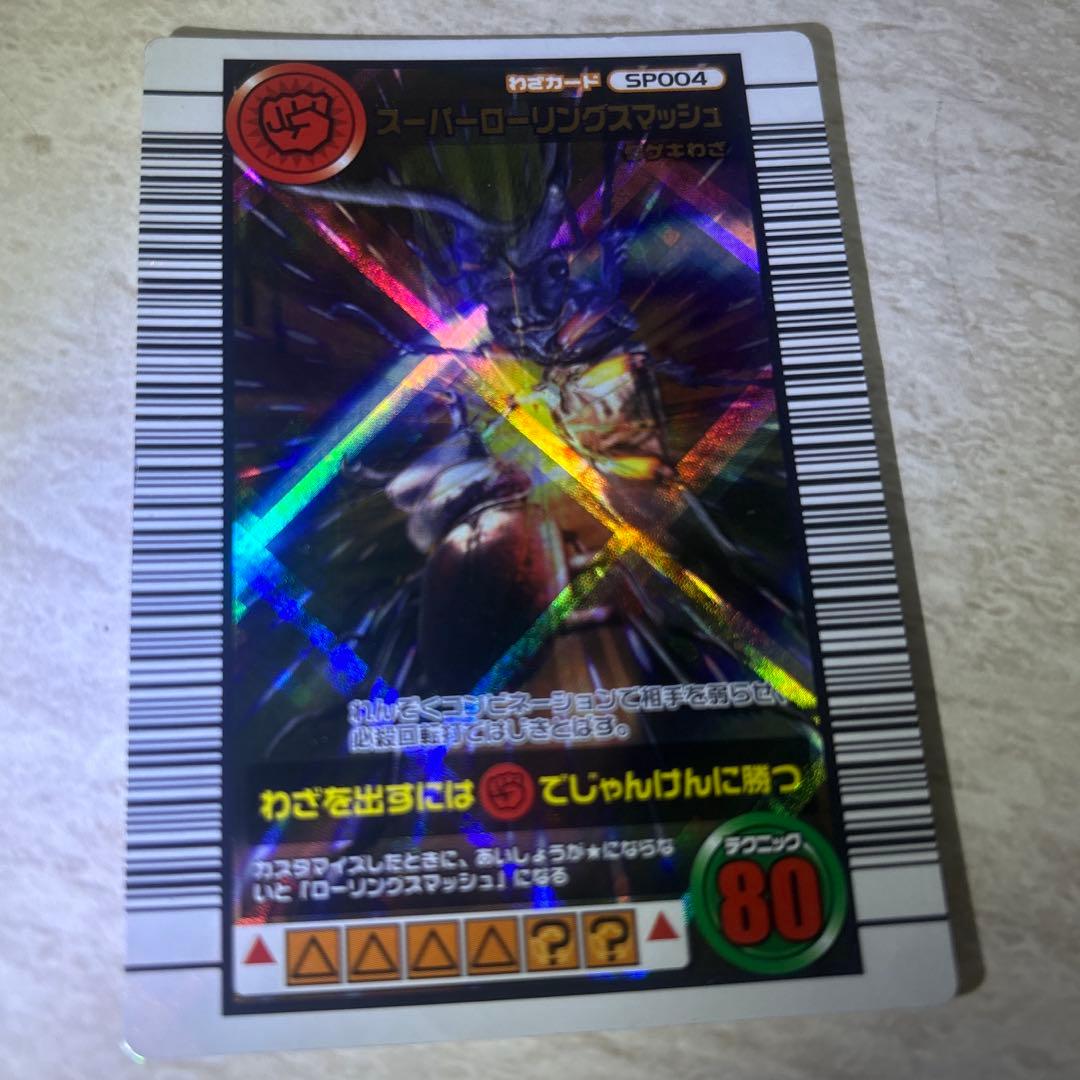 わざカード SP004
スーパーローリングスマッシュ
ダゲキわざ
れんぞくコンビネーションで相手を弱らせ、
必殺回転打ではじきとばす。
わざを出すには でじゃんけんに勝つ
カスタマイズしたときに、あいしょうが★にならな
いと「ローリングスマッシュ」になる
テクニック
80
? ?